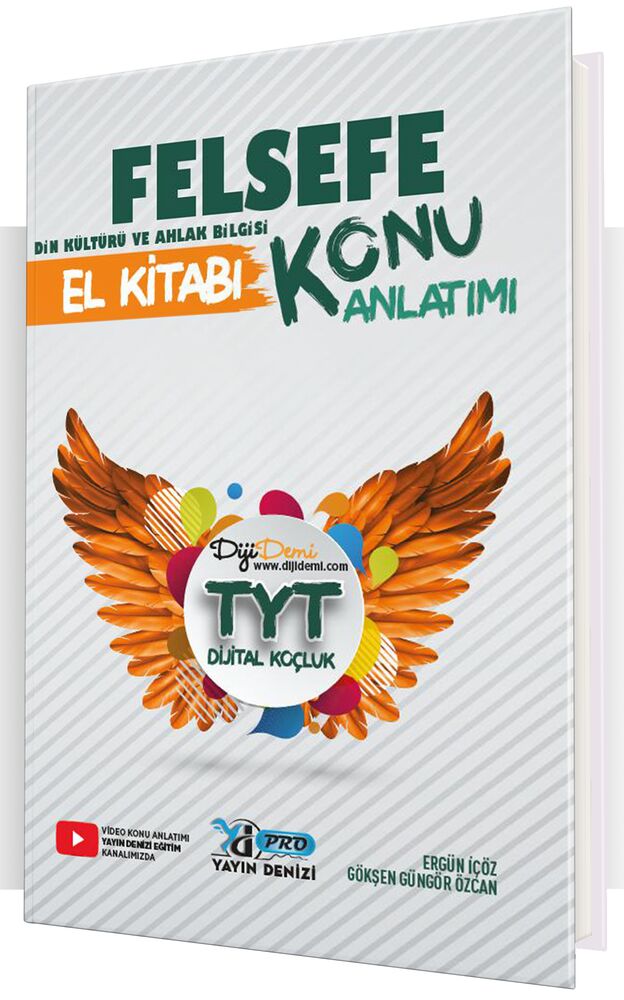 FELSEFE
DİN KÜLTÜRÜ VE AHLAK BİLGİSİ
EL KİTABI
KONU
ANLATIMI
DijiDemi
www.dijidemi.com
TYT
DİJİTAL KOÇLUK
VİDEO KONU ANLATIMI
YAYIN DENİZİ EĞİTİM
KANALIMIZDA
PRO
YAYIN DENİZİ
ERGÜN İÇÖZ
GÖKŞEN GÜNGÖR ÖZCAN